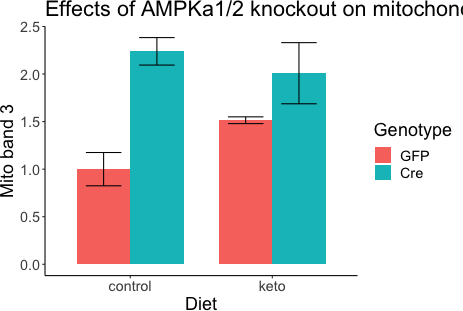 Effects of AMPKa1/2 knockout on mitochond
2.5
2.0
1.5
1.0
0.5
0.0
Mito band 3
control
keto
Diet
Genotype
GFP
Cre